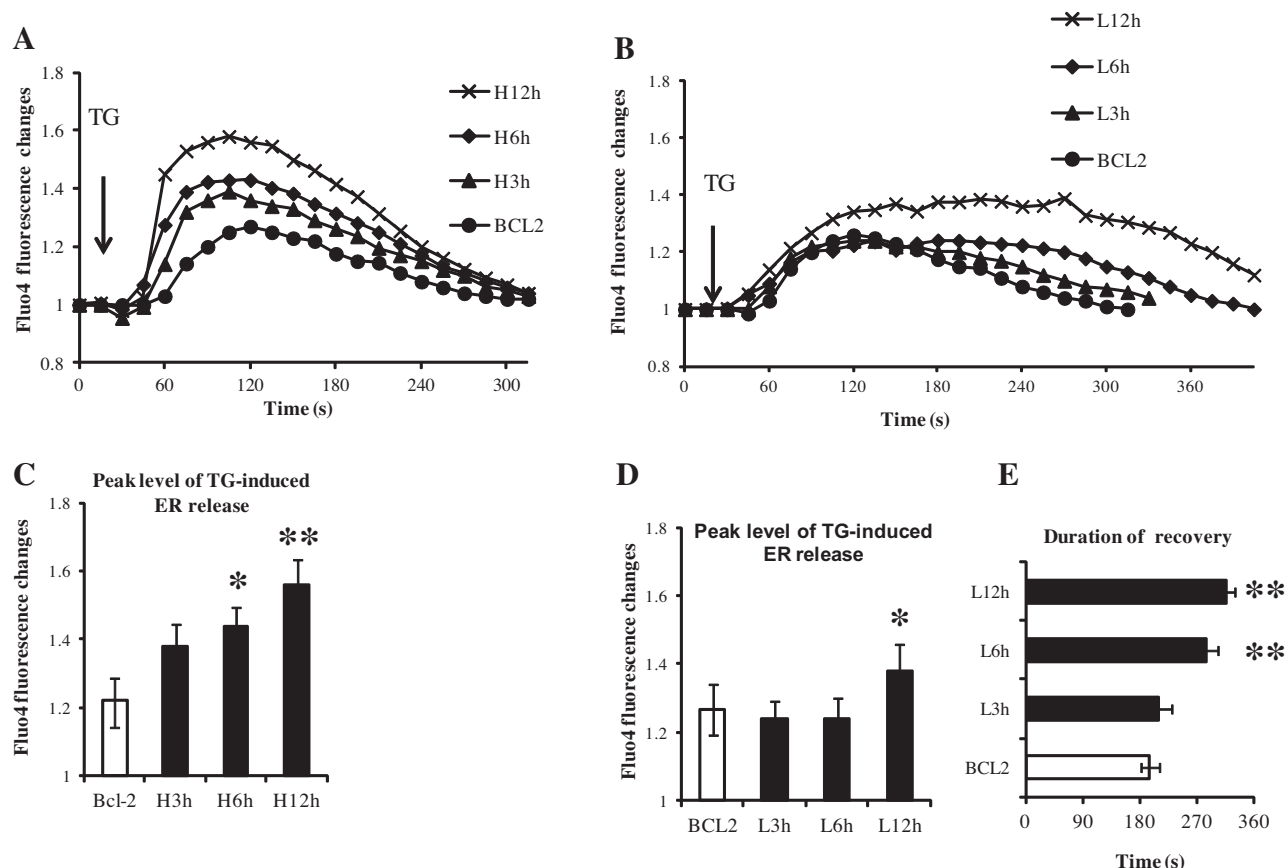 A
Fluo4 fluorescence changes
1.8
1.6
1.4
1.2
1
0.8
TG
H12h
H6h
H3h
BCL2
0
60
120
180
240
300
Time (s)
B
Fluo4 fluorescence changes
1.8
1.6
1.4
1.2
1
0.8
TG
L12h
L6h
L3h
BCL2
0
60
120
180
240
300
360
Time (s)
C
Peak level of TG-induced
ER release
Fluo4 fluorescence changes
1.8
1.6
1.4
1.2
1
*
**
Bcl-2
H3h
H6h
H12h
D
Peak level of TG-induced
ER release
Fluo4 fluorescence changes
1.8
1.6
1.4
1.2
1
*
BCL2
L3h
L6h
L12h
E
Duration of recovery
L12h
**
L6h
**
L3h
BCL2
0
90
180
270
360
Time (s)